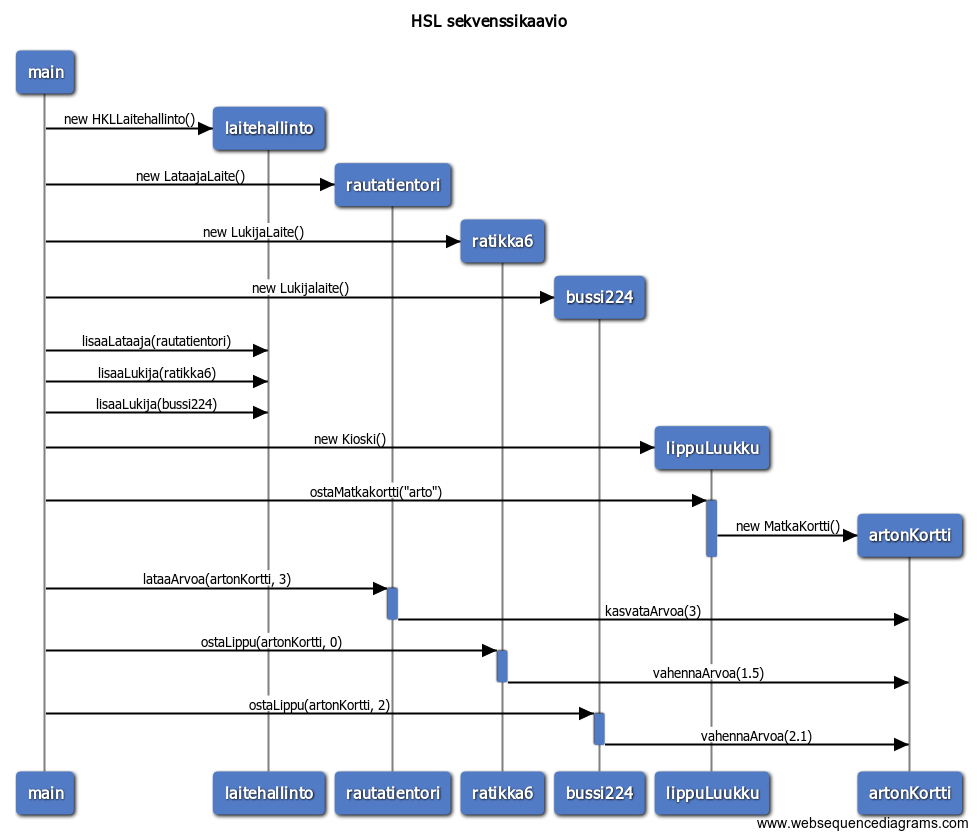 HSL sekvenssikaavio
main
new HKLLaitehallinto()
laitehallinto
new LataajaLaite()
rautatientori
new LukijaLaite()
ratikka6
new Lukijalaite()
bussi224
lisaaLataaja(rautatientori)
lisaaLukija(ratikka6)
lisaaLukija(bussi224)
new Kioski()
lippuLuukku
ostaMatkakortti("arto")
new MatkaKortti()
artonKortti
lataaArvoa(artonKortti, 3)
kasvataArvoa(3)
ostaLippu(artonKortti, 0)
vahennaArvoa(1.5)
ostaLippu(artonKortti, 2)
vahennaArvoa(2.1)
main laitehallinto rautatientori ratikka6 bussi224 lippuLuukku artonKortti
www.websequencediagrams.com